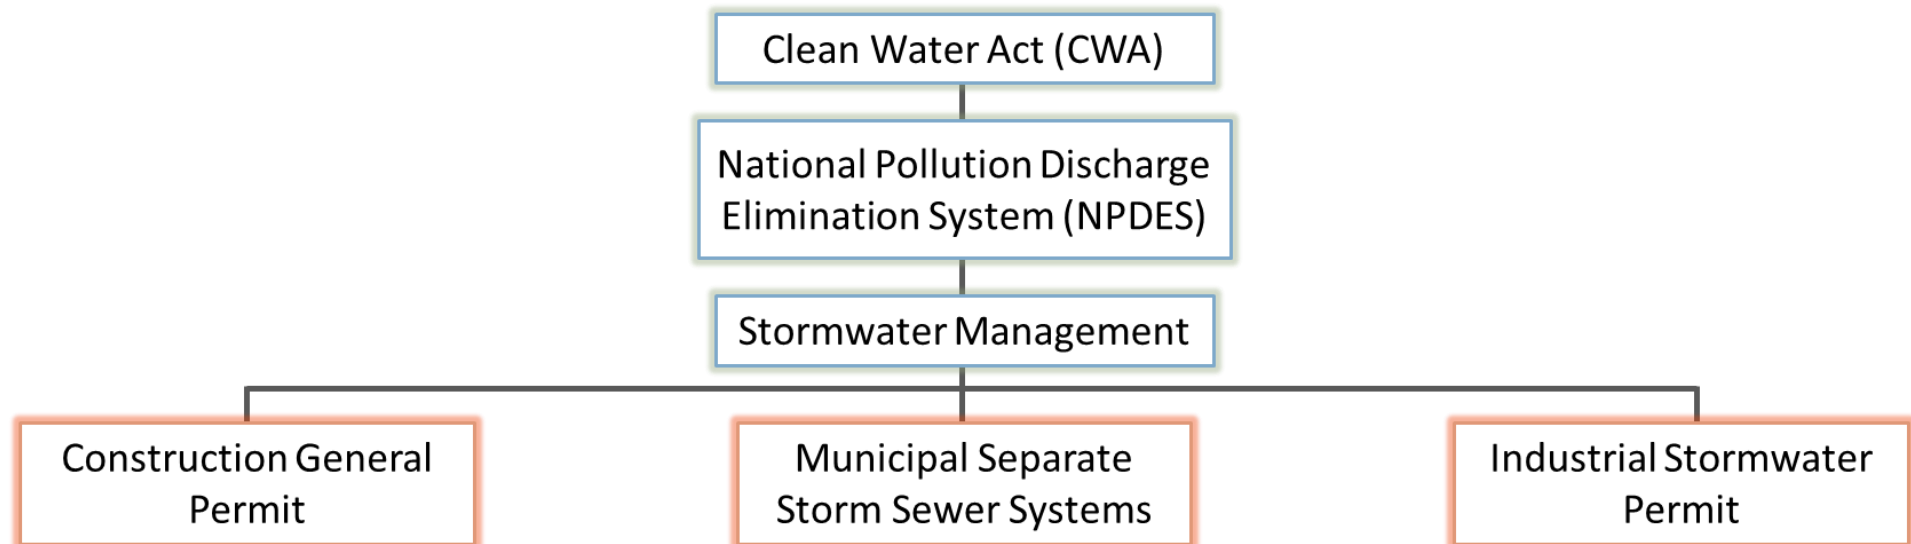 Clean Water Act (CWA)
National Pollution Discharge
Elimination System (NPDES)
Stormwater Management
Construction General
Permit
Municipal Separate
Storm Sewer Systems
Industrial Stormwater
Permit